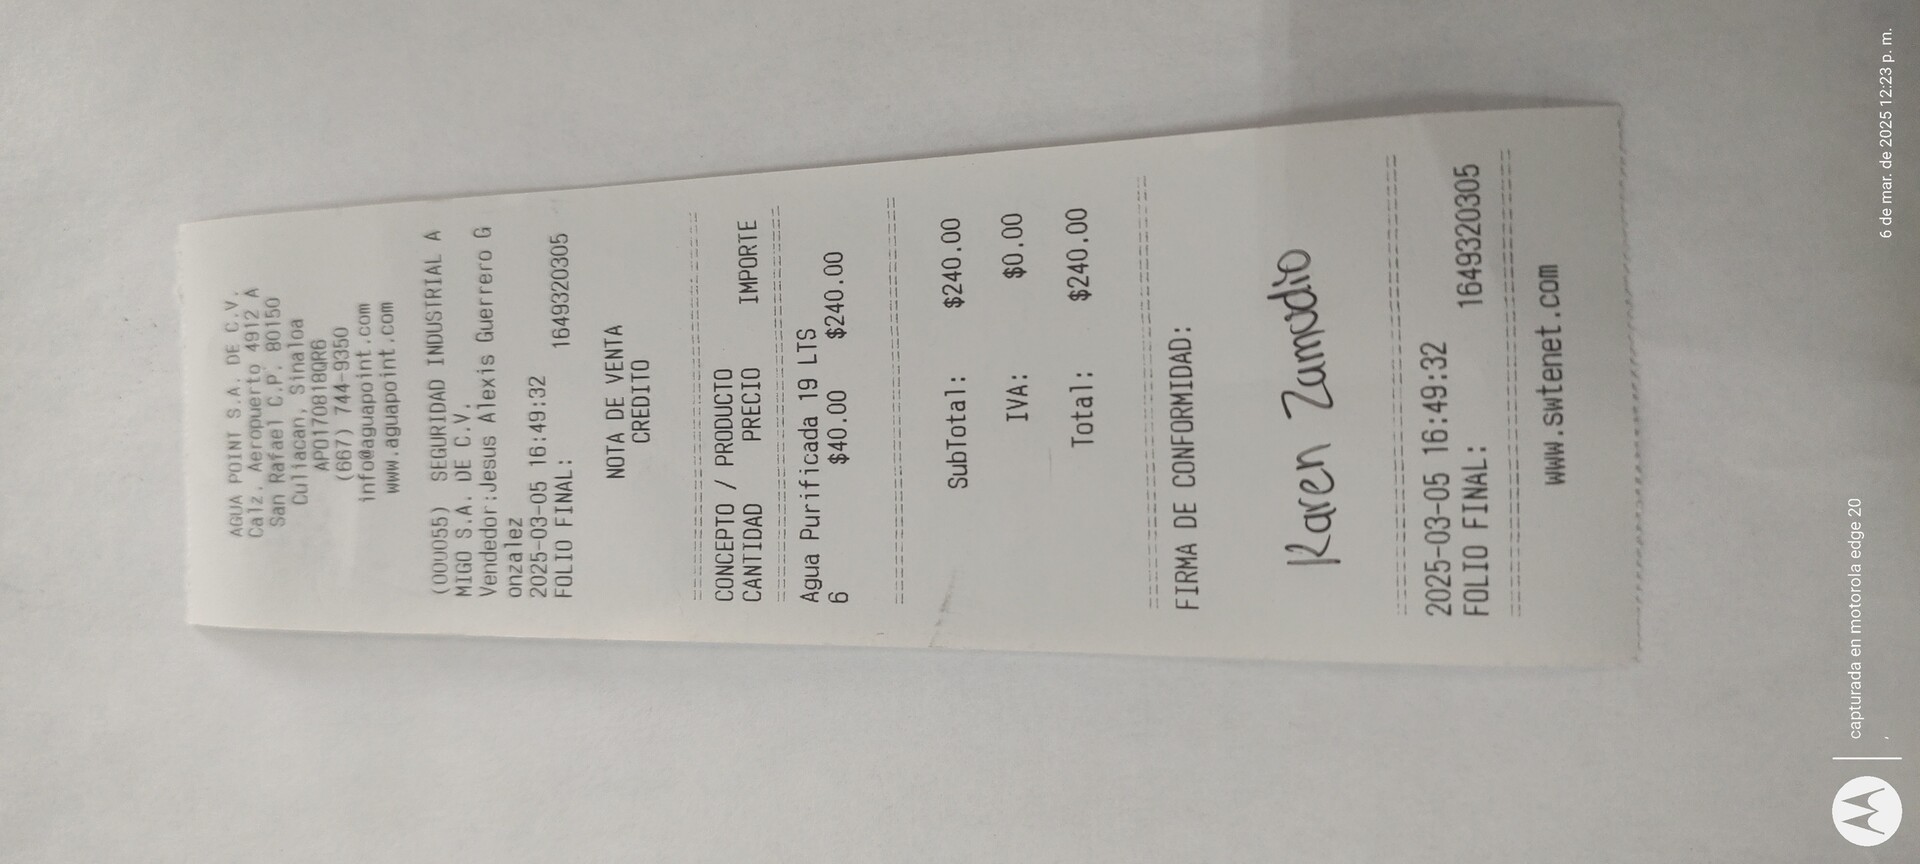 AGUA POINT S.A. DE C.V.
Calz. Aeropuerto 4912 A
San Rafael C.P. 80150
Culiacan, Sinaloa
APO170818QR6
(667) 744-9350
info@aguapoint.com
www.aguapoint.com
(000055) SEGURIDAD INDUSTRIAL A
MIGO S.A. DE C.V.
Vendedor:Jesus Alexis Guerrero G
onzalez
2025-03-05 16:49:32
FOLIO FINAL: 1649320305
NOTA DE VENTA
CREDITO
CONCEPTO / PRODUCTO
CANTIDAD PRECIO IMPORTE
Agua Purificada 19 LTS
6 $40.00 $240.00
SubTotal: $240.00
IVA: $0.00
Total: $240.00
FIRMA DE CONFORMIDAD:
Karen Zamudio
2025-03-05 16:49:32
FOLIO FINAL: 1649320305
www.swtenet.com
capturada en motorola edge 20
, 6 de mar. de 2025 12:23 p. m.